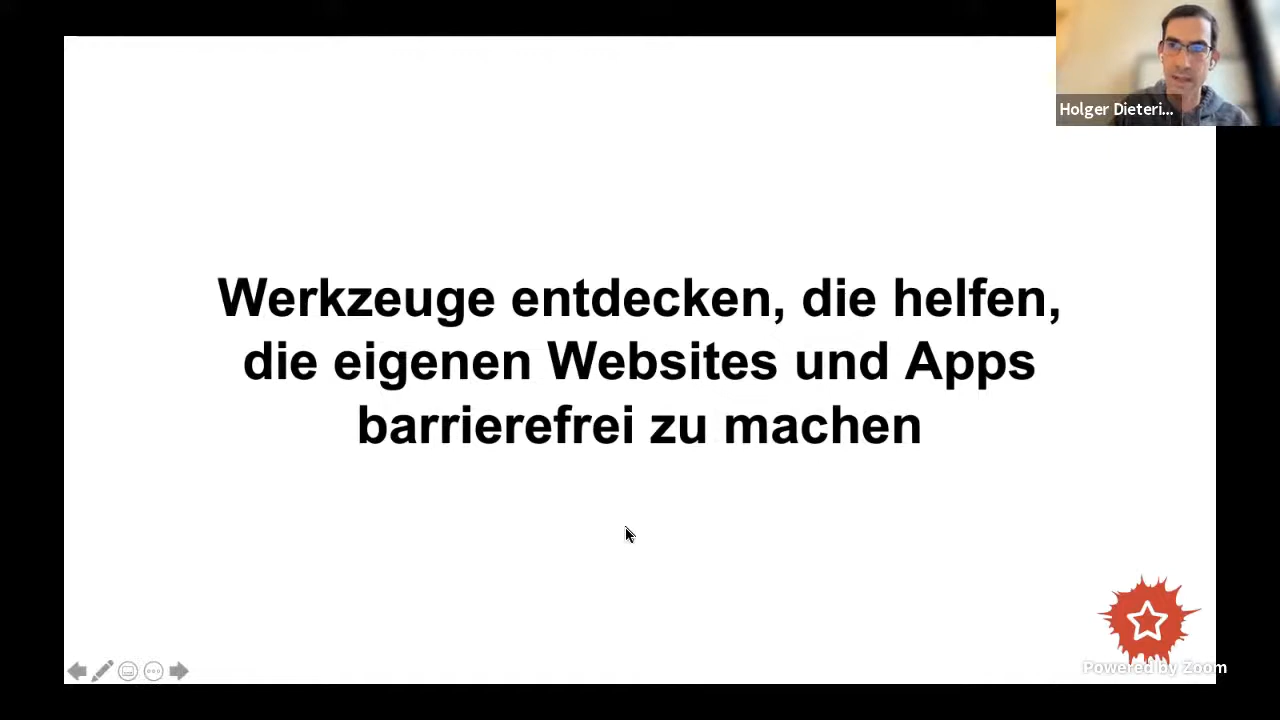 Holger Dieteri...
Werkzeuge entdecken, die helfen,
die eigenen Websites und Apps
barrierefrei zu machen
Powered by Zoom